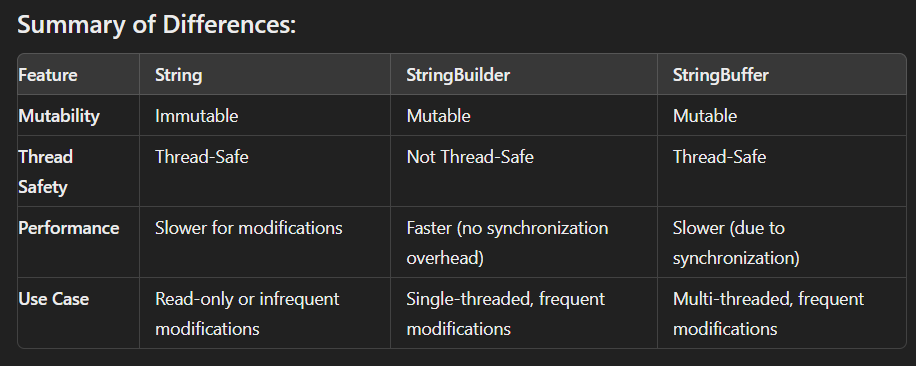 Summary of Differences:
Feature String StringBuilder StringBuffer
Mutability Immutable Mutable Mutable
Thread Safety Thread-Safe Not Thread-Safe Thread-Safe
Performance Slower for modifications Faster (no synchronization overhead) Slower (due to synchronization)
Use Case Read-only or infrequent modifications Single-threaded, frequent modifications Multi-threaded, frequent modifications